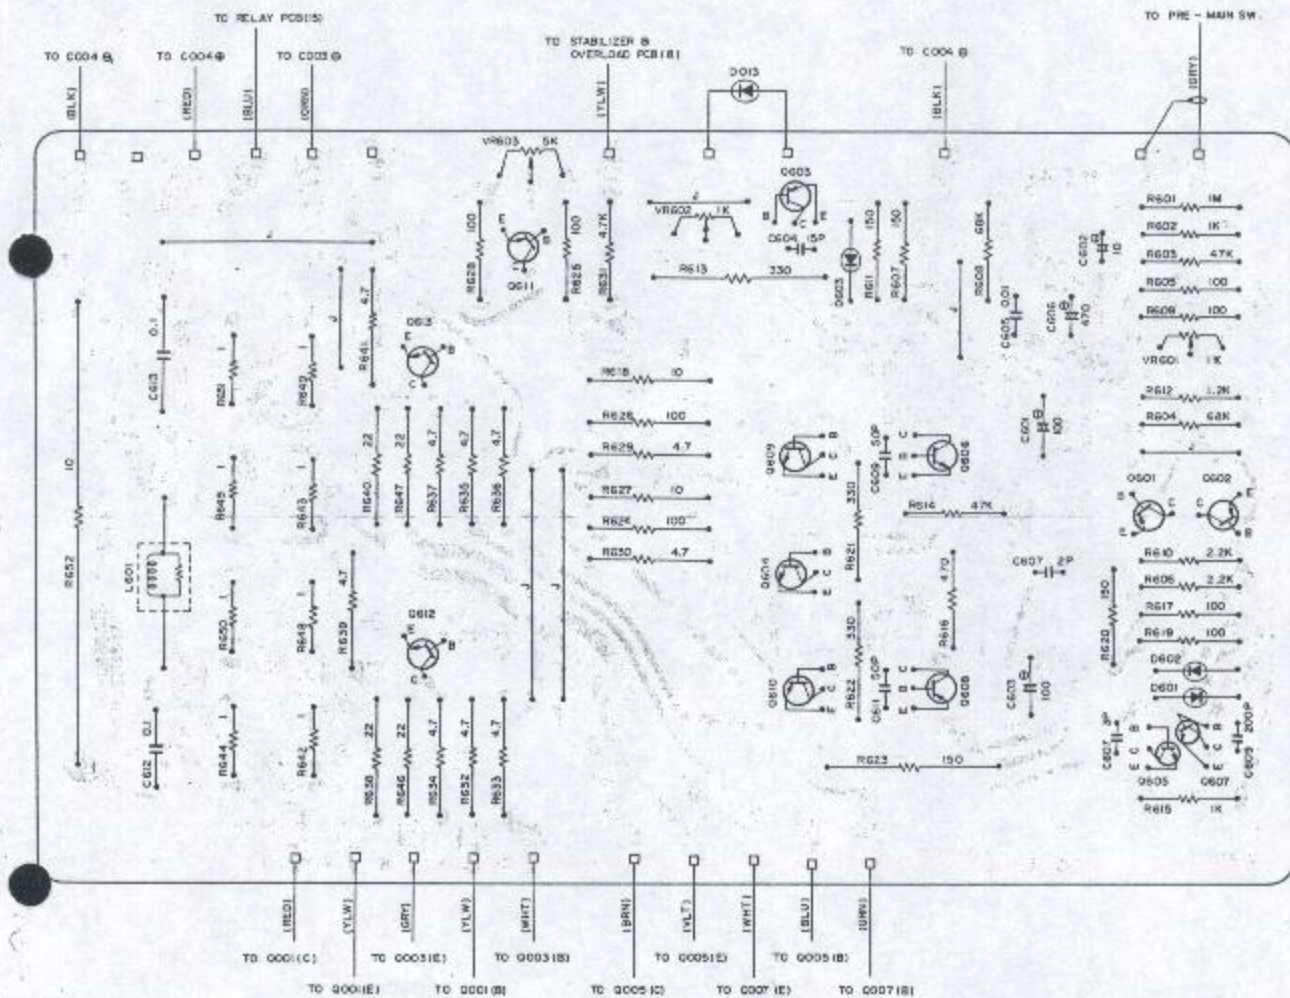 TO RELAY PCB(15)
TO PRE - MAIN SW.
TO C004 ⊖
TO C004 ⊕
TO C003 ⊖
TO STABILIZER &
OVERLOAD PCB(8)
TO C004 ⊖
(BLK)
(RED)
(BLU)
(ORN)
(YLW)
D013
(BLK)
(GRY)
VR603 5K
Q603
B C E
J
VR602 1K
C604 15P
R613 330
100
R628
E B
Q611
100
R625
4.7K
R631
D603
150
R611
150
R607
68K
R608
C602
10
R601 1M
R602 1K
R603 47K
R605 100
R609 100
VR601 1K
R612 1.2K
R604 68K
J
J
J
J
C605 0.01
C606
470
C601
100
0.1
C613
4.7
R641
Q613
E B
C
1
R651
1
R618 10
R626 100
R629 4.7
R627 10
R624 100
R630 4.7
10
R652
1
R649
1
R643
22
R640
22
R647
4.7
R637
4.7
R635
4.7
R636
J
J
Q609
B C E
50P
C609
C B E
Q606
330
R621
R614 47K
Q601
Q602
B C E
C E B
R610 2.2K
R606 2.2K
R617 100
R619 100
L601
1
R650
1
R648
4.7
R639
Q612
E B
C
Q604
B C E
470
R616
C607 2P
150
R620
D602
D601
330
R622
Q610
B C E
50P
C611
C B E
Q608
C603
100
0.1
C612
1
R644
1
R642
22
R638
22
R646
4.7
R634
4.7
R632
4.7
R633
R623 150
B C E
B C E
200P
Q605 Q607
R615 1K
(RED)
(YLW)
(GRY)
(YLW)
(WHT)
(BRN)
(WHT)
(BLU)
TO Q001(C)
TO Q003(E)
TO Q003(B)
TO Q005(E)
TO Q005(B)
TO Q001(E)
TO Q001(B)
TO Q005(C)
TO Q007(E)
TO Q007(B)